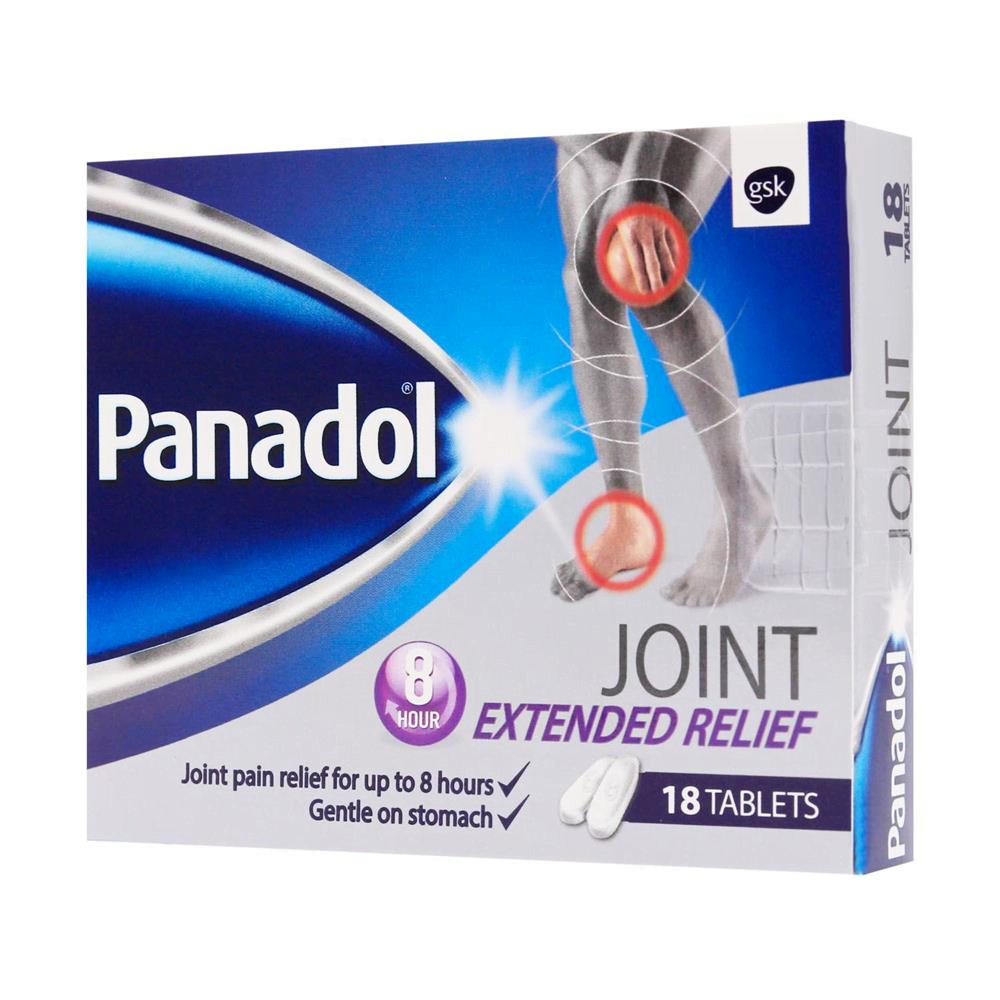 gsk
Panadol®
JOINT
8
HOUR
EXTENDED RELIEF
Joint pain relief for up to 8 hours ✓
Gentle on stomach ✓
18 TABLETS
18
TABLETS
JOINT
Panadol